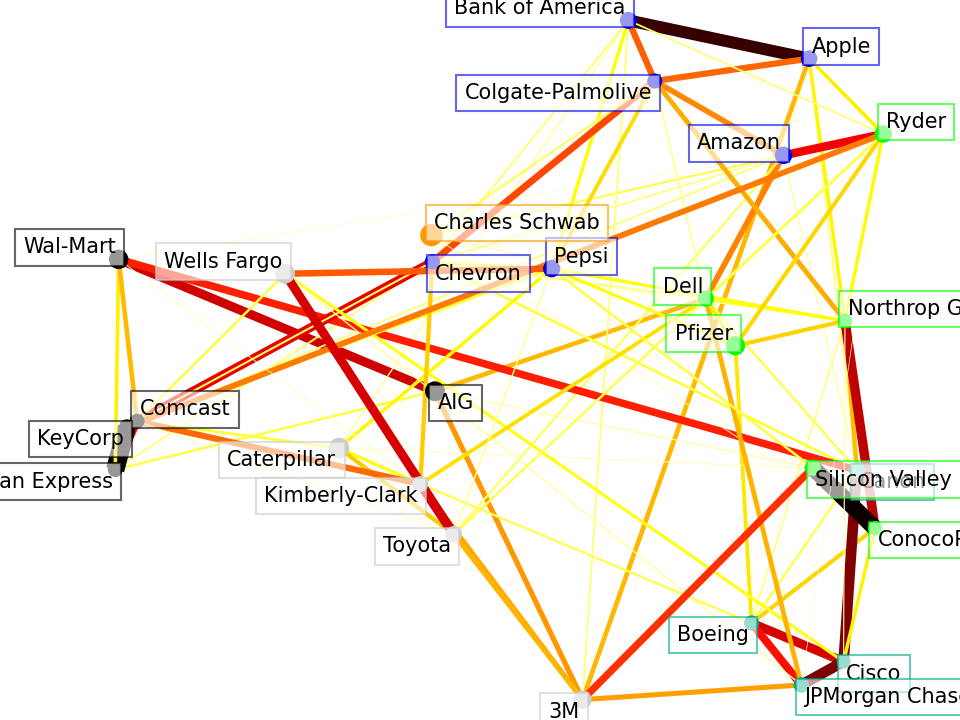 Bank of America
Apple
Colgate-Palmolive
Ryder
Amazon
Charles Schwab
Wal-Mart
Wells Fargo
Pepsi
Chevron
Dell
Northrop G
Pfizer
Comcast
AIG
KeyCorp
Caterpillar
an Express
Silicon Valley
Kimberly-Clark
Toyota
ConocoP
Boeing
Cisco
JPMorgan Chas
3M